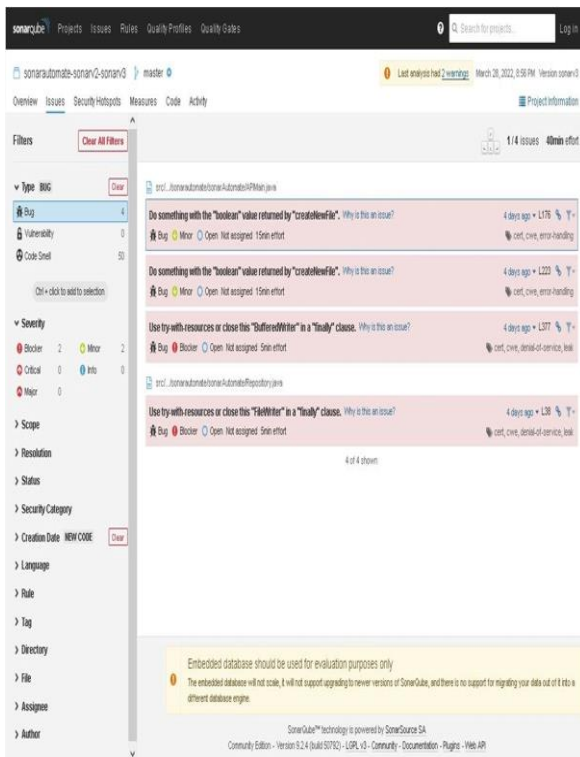 sonarqube Projects Issues Rules Quality Profiles Quality Gates Search for projects... Log in
sonarautomate-sonarv2-sonarv3 master Last analysis had 2 warnings March 28, 2022, 8:56 PM Version sonarv3
Overview Issues Security Hotspots Measures Code Activity Project Information
Filters Clear All Filters
1 / 4 issues 40min effort
Type BUG Clear
Bug 4
Vulnerability 0
Code Smell 50
Ctrl + click to add to selection
Severity
Blocker 2 Minor 2
Critical 0 Info 0
Major 0
Scope
Resolution
Status
Security Category
Creation Date NEW CODE Clear
Language
Rule
Tag
Directory
File
Assignee
Author
src/.../sonarautomate/sonarAutomate/APIMain.java
Do something with the "boolean" value returned by "createNewFile". Why is this an issue? 4 days ago L176
Bug Minor Open Not assigned 15min effort cert, cwe, error-handling
Do something with the "boolean" value returned by "createNewFile". Why is this an issue? 4 days ago L223
Bug Minor Open Not assigned 15min effort cert, cwe, error-handling
Use try-with-resources or close this "BufferedWriter" in a "finally" clause. Why is this an issue? 4 days ago L377
Bug Blocker Open Not assigned 5min effort cert, cwe, denial-of-service, leak
src/.../sonarautomate/sonarAutomate/Repository.java
Use try-with-resources or close this "FileWriter" in a "finally" clause. Why is this an issue? 4 days ago L38
Bug Blocker Open Not assigned 5min effort cert, cwe, denial-of-service, leak
4 of 4 shown
Embedded database should be used for evaluation purposes only
The embedded database will not scale, it will not support upgrading to newer versions of SonarQube, and there is no support for migrating your data out of it into a
different database engine.
SonarQube™ technology is powered by SonarSource SA
Community Edition - Version 9.2.4 (build 50792) - LGPL v3 - Community - Documentation - Plugins - Web API